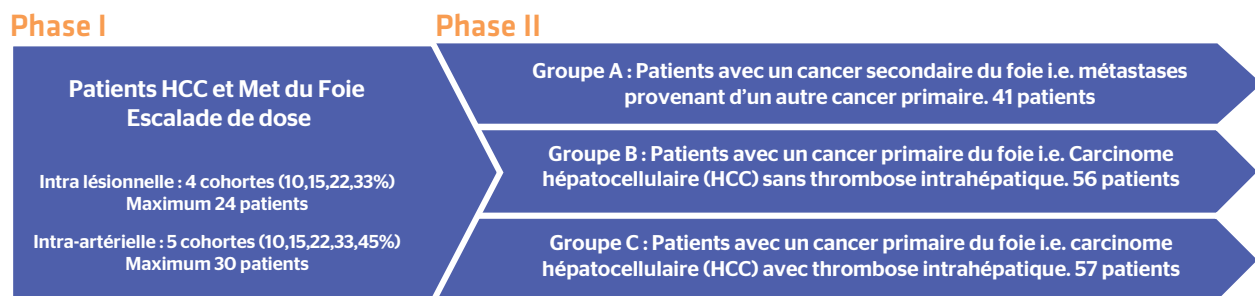 Phase I
Patients HCC et Met du Foie
Escalade de dose
Intra lésionnelle : 4 cohortes (10,15,22,33%)
Maximum 24 patients
Intra-artérielle : 5 cohortes (10,15,22,33,45%)
Maximum 30 patients
Phase II
Groupe A : Patients avec un cancer secondaire du foie i.e. métastases
provenant d’un autre cancer primaire. 41 patients
Groupe B : Patients avec un cancer primaire du foie i.e. Carcinome
hépatocellulaire (HCC) sans thrombose intrahépatique. 56 patients
Groupe C : Patients avec un cancer primaire du foie i.e. carcinome
hépatocellulaire (HCC) avec thrombose intrahépatique. 57 patients